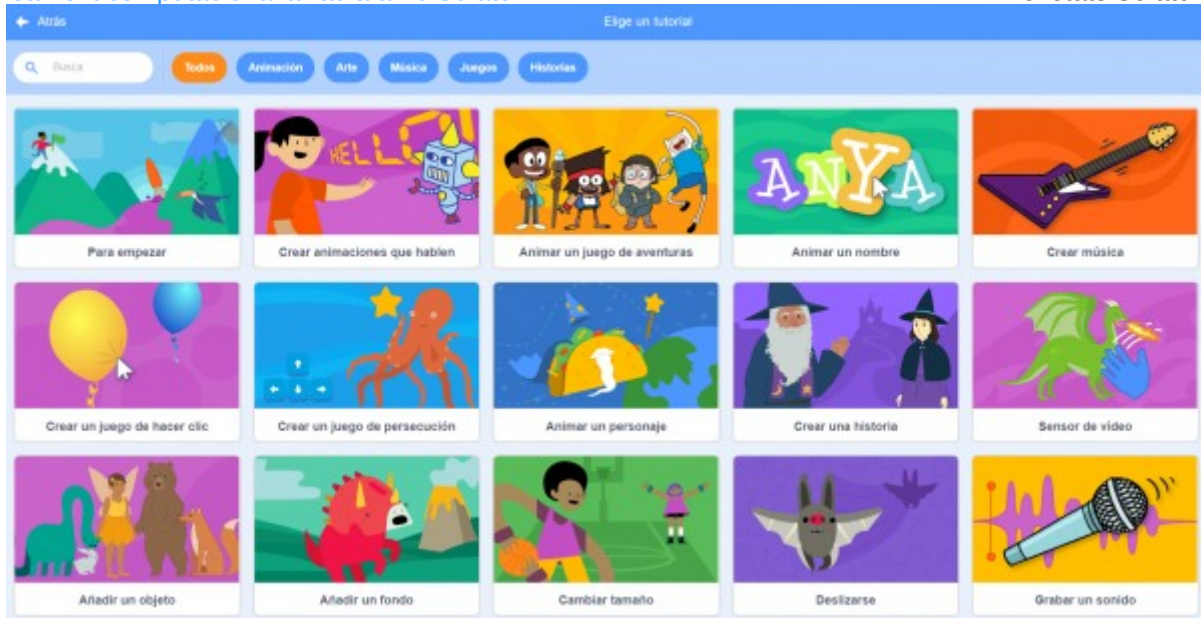 Atrás
Elige un tutorial
Busca
Todos
Animación
Arte
Música
Juegos
Historias
HELLO!
ANYA
Para empezar
Crear animaciones que hablen
Animar un juego de aventuras
Animar un nombre
Crear música
Crear un juego de hacer clic
Crear un juego de persecución
Animar un personaje
Crear una historia
Sensor de vídeo
Añadir un objeto
Añadir un fondo
Cambiar tamaño
Deslizarse
Grabar un sonido